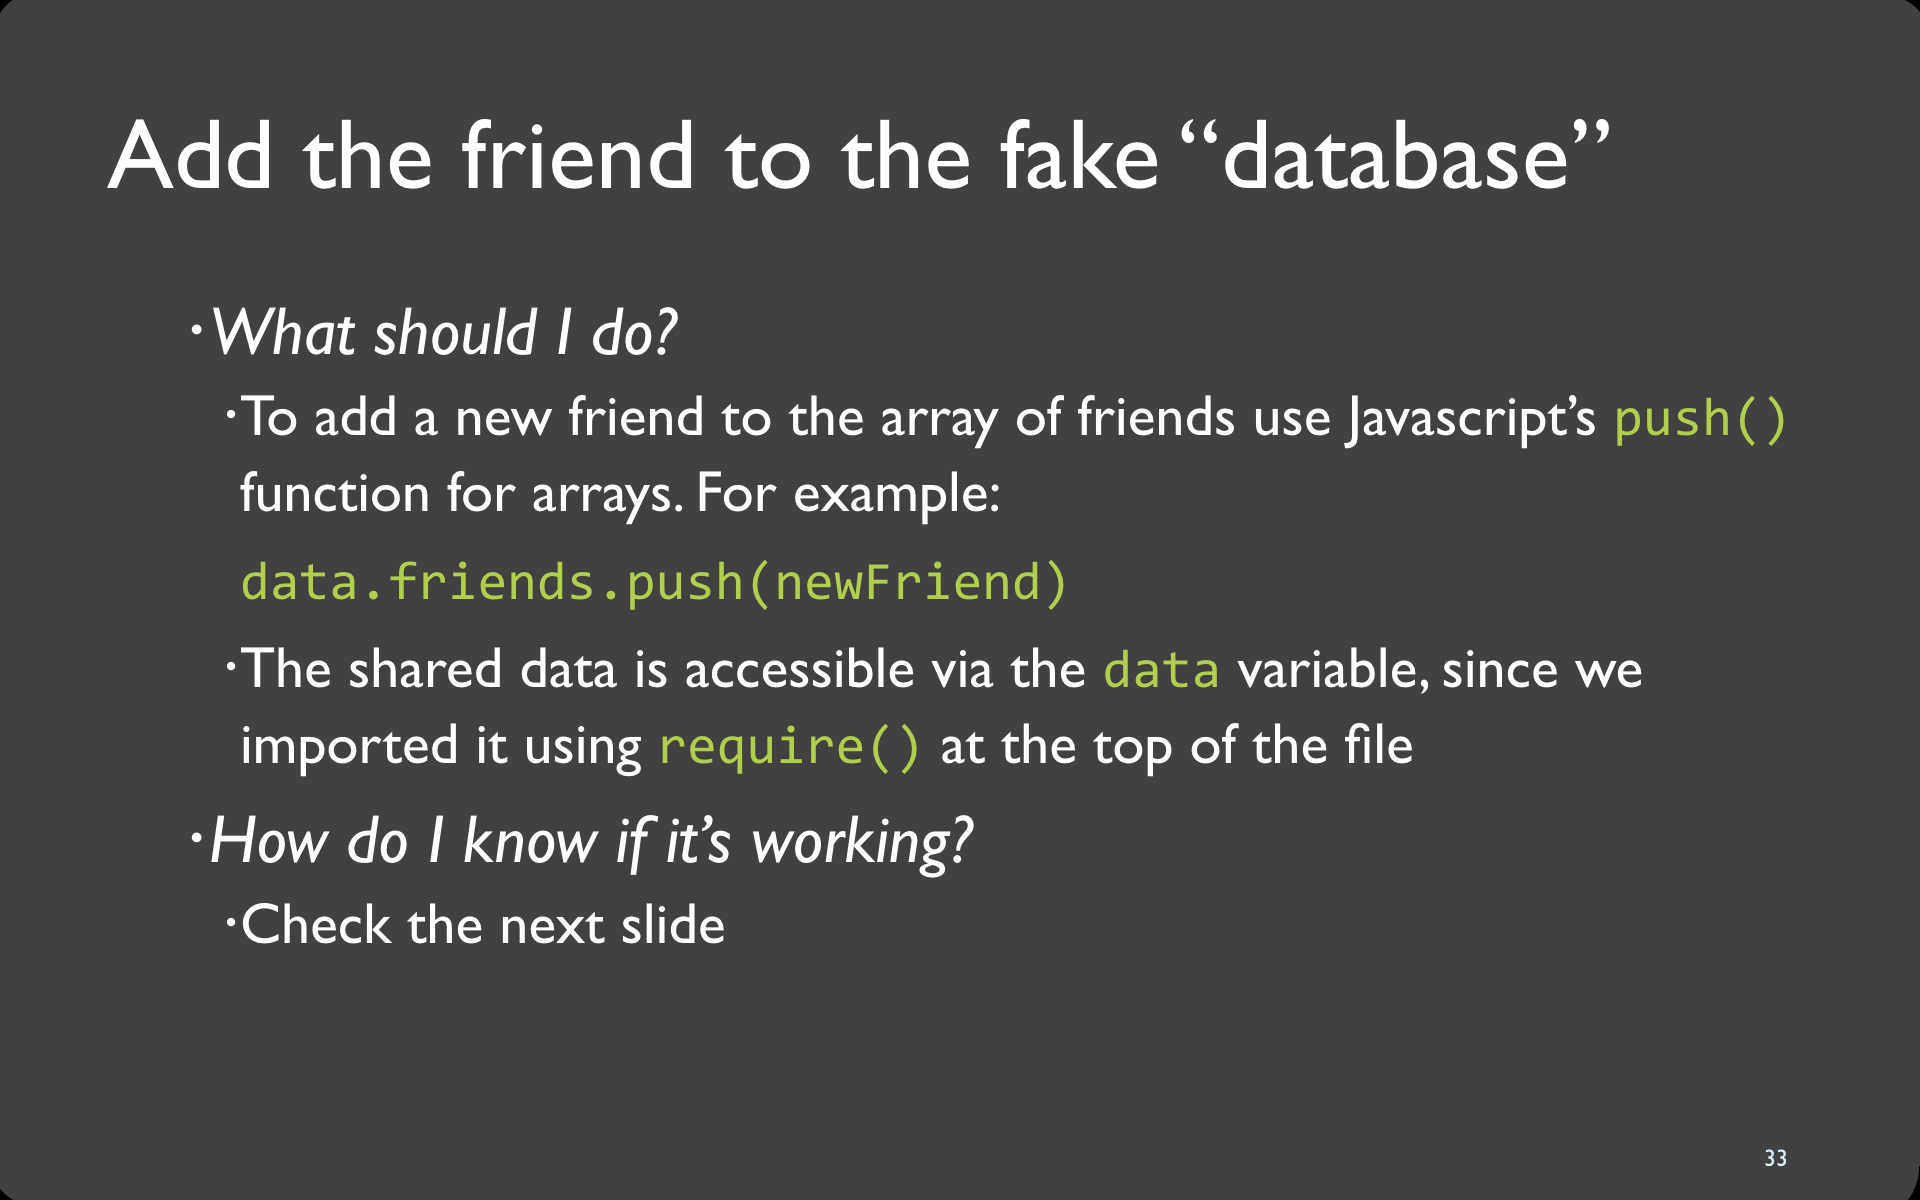 Add the friend to the fake “database”
·What should I do?
·To add a new friend to the array of friends use Javascript’s push()
function for arrays. For example:
data.friends.push(newFriend)
·The shared data is accessible via the data variable, since we
imported it using require() at the top of the file
·How do I know if it’s working?
·Check the next slide
33